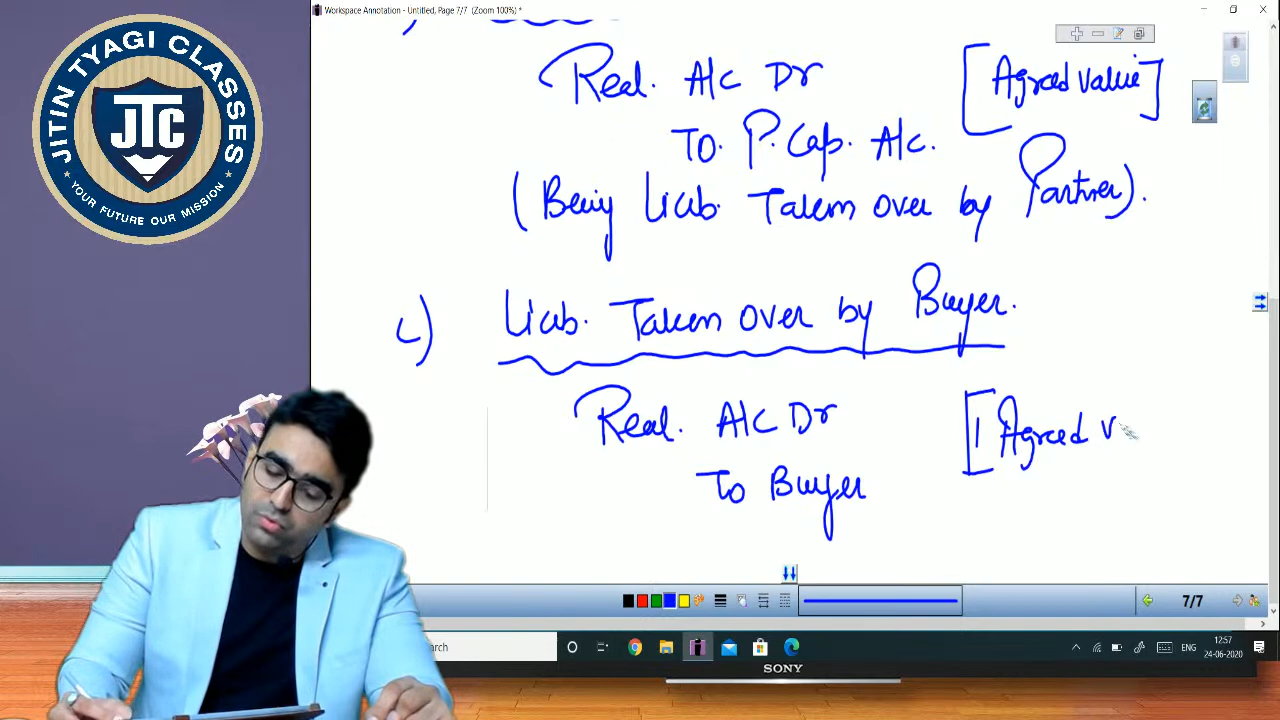 Workspace Annotation - Untitled, Page 7/7 (Zoom 100%) *
JITIN TYAGI CLASSES
JTC
YOUR FUTURE OUR MISSION
Real. A/c Dr [Agreed value]
To. P. Cap. A/c.
(Being Liab. Taken over by Partner).
c) Liab. Taken over by Buyer.
Real. A/c Dr [Agreed v
To Buyer
7/7
arch
ENG
12:57
24-06-2020
SONY